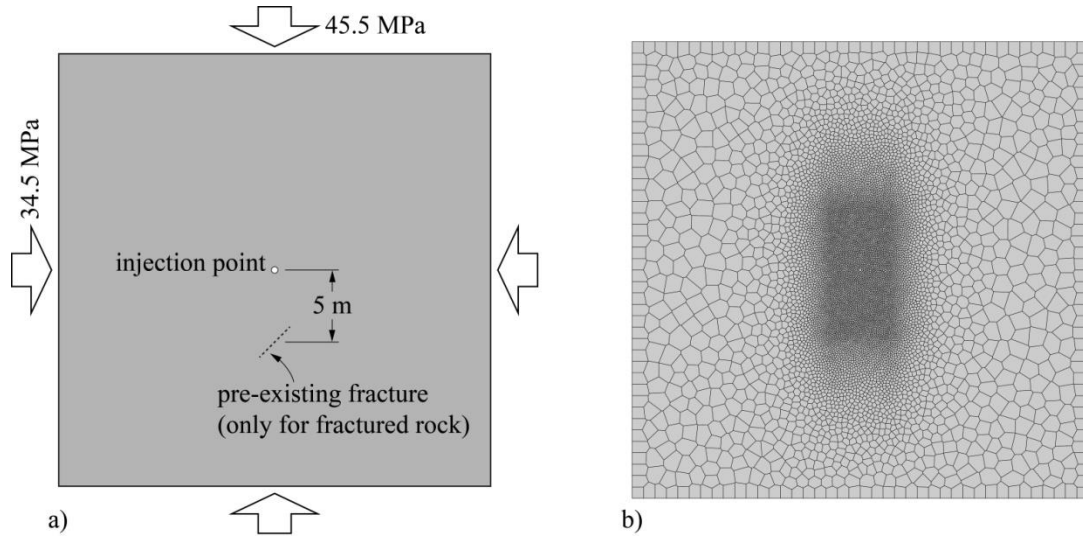 45.5 MPa
34.5 MPa
injection point
5 m
pre-existing fracture
(only for fractured rock)
a)
b)